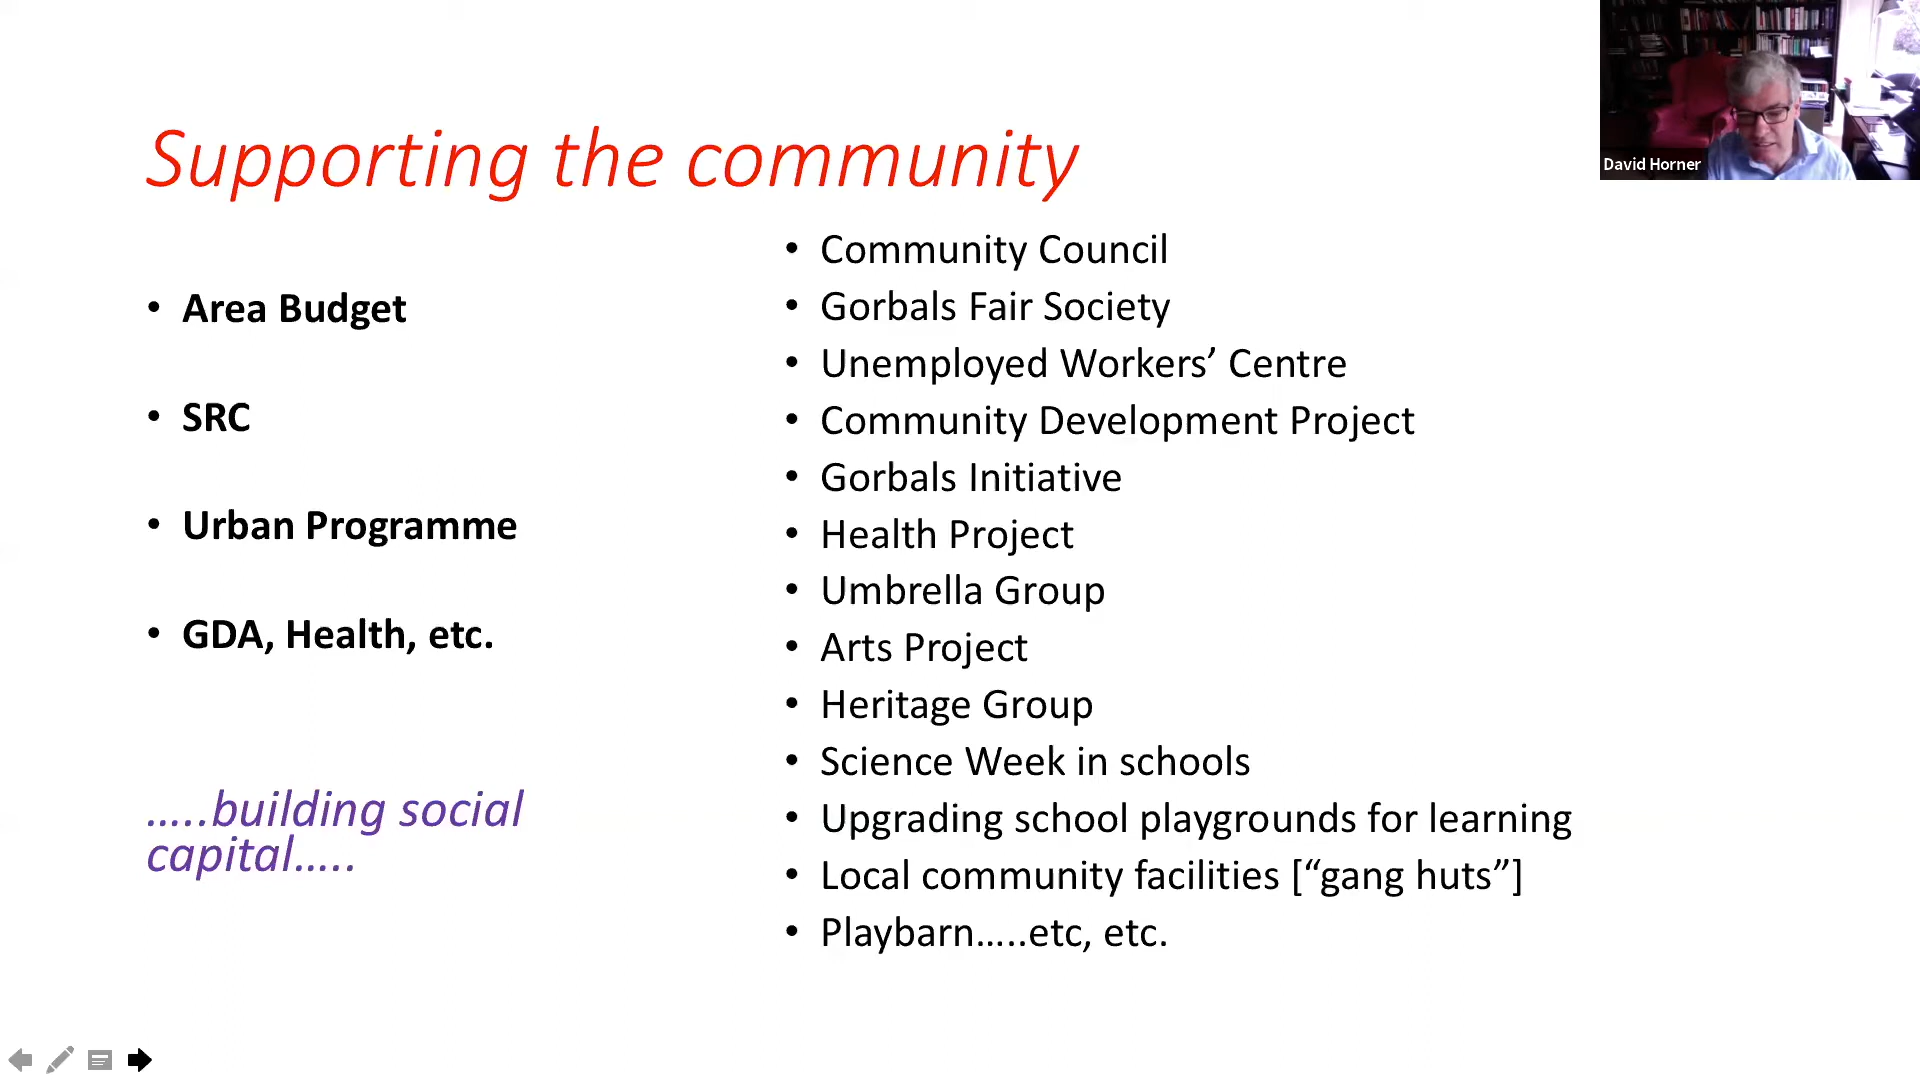 Supporting the community
• Area Budget
• SRC
• Urban Programme
• GDA, Health, etc.
…..building social
capital…..
• Community Council
• Gorbals Fair Society
• Unemployed Workers’ Centre
• Community Development Project
• Gorbals Initiative
• Health Project
• Umbrella Group
• Arts Project
• Heritage Group
• Science Week in schools
• Upgrading school playgrounds for learning
• Local community facilities [“gang huts”]
• Playbarn…..etc, etc.
David Horner